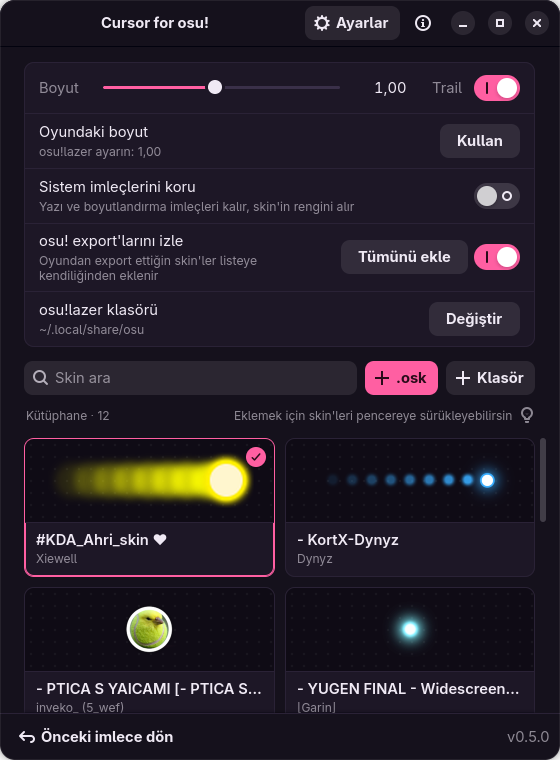 Cursor for osu!
Ayarlar
Boyut
1,00
Trail
Oyundaki boyut
osu!lazer ayarın: 1,00
Kullan
Sistem imleçlerini koru
Yazı ve boyutlandırma imleçleri kalır, skin'in rengini alır
osu! export'larını izle
Oyundan export ettiğin skin'ler listeye
kendiliğinden eklenir
Tümünü ekle
osu!lazer klasörü
~/.local/share/osu
Değiştir
Skin ara
.osk
Klasör
Kütüphane · 12
Eklemek için skin'leri pencereye sürükleyebilirsin
#KDA_Ahri_skin ♥
Xiewell
- KortX-Dynyz
Dynyz
- PTICA S YAICAMI [- PTICA S...
inveko_ (5_wef)
- YUGEN FINAL - Widescreen...
[Garin]
Önceki imlece dön
v0.5.0